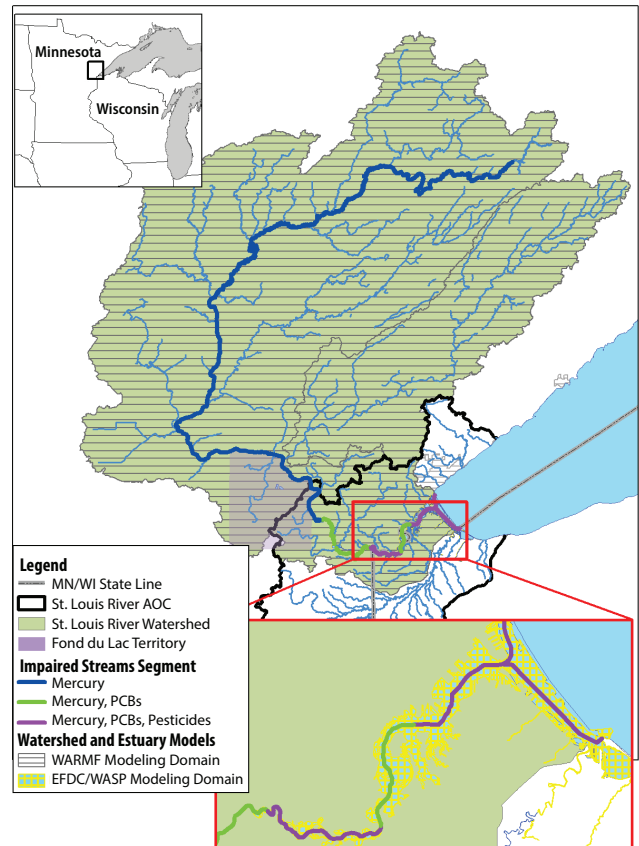 Minnesota
Wisconsin
Legend
MN/WI State Line
St. Louis River AOC
St. Louis River Watershed
Fond du Lac Territory
Impaired Streams Segment
Mercury
Mercury, PCBs
Mercury, PCBs, Pesticides
Watershed and Estuary Models
WARMF Modeling Domain
EFDC/WASP Modeling Domain